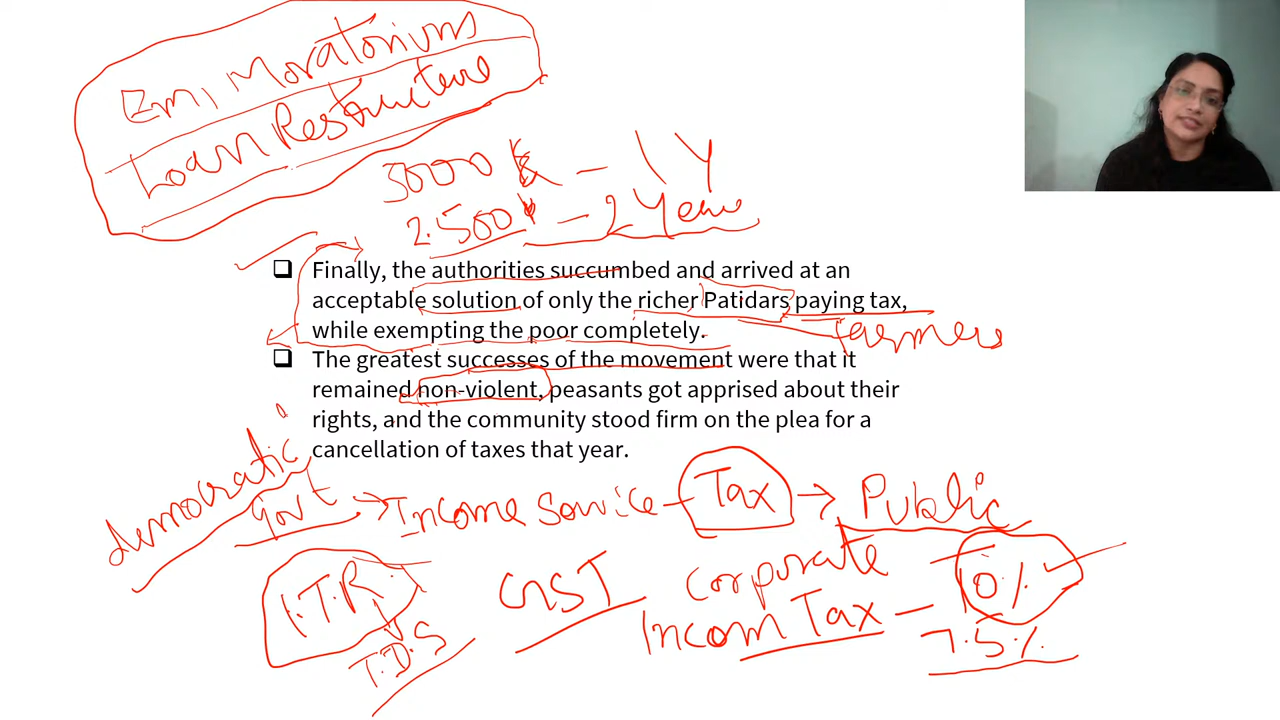 Emi Moratoriums
Loan Restructure
3000 - 1 Y
2.500 - 2 Years
❑ Finally, the authorities succumbed and arrived at an
acceptable solution of only the richer Patidars paying tax,
while exempting the poor completely.
farmers
❑ The greatest successes of the movement were that it
remained non-violent, peasants got apprised about their
rights, and the community stood firm on the plea for a
cancellation of taxes that year.
democratic
Govt → Income Source - Tax → Public
I.T.R. GST Corporate
Incom Tax - 10%
T.D.S 7.5%